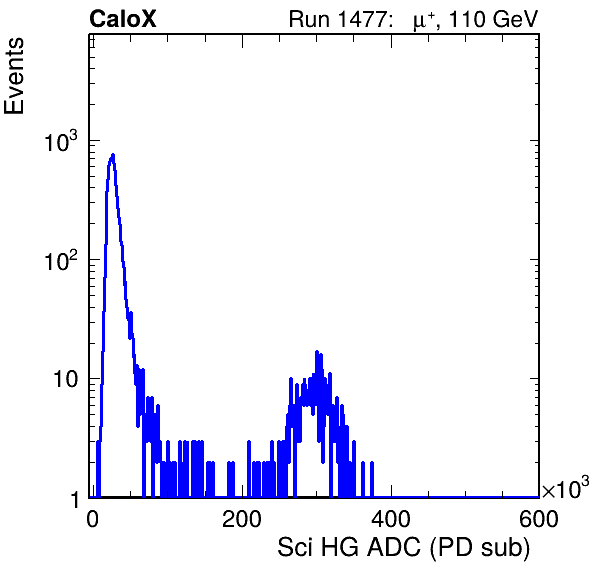 CaloX Run 1477: μ⁺, 110 GeV
Events
10³
10²
10
1
0 200 400 600
×10³
Sci HG ADC (PD sub)